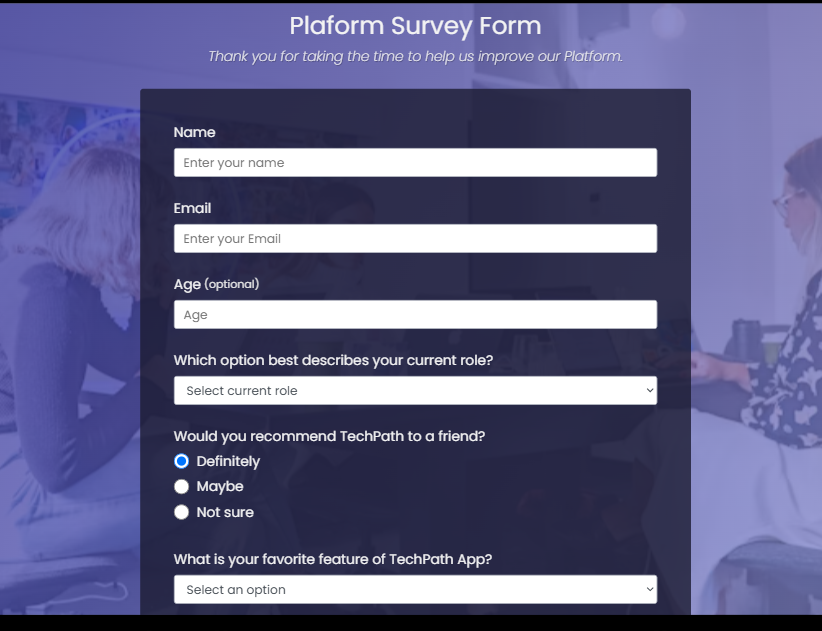 Plaform Survey Form
Thank you for taking the time to help us improve our Platform.
Name
Enter your name
Email
Enter your Email
Age (optional)
Age
Which option best describes your current role?
Select current role
Would you recommend TechPath to a friend?
Definitely
Maybe
Not sure
What is your favorite feature of TechPath App?
Select an option